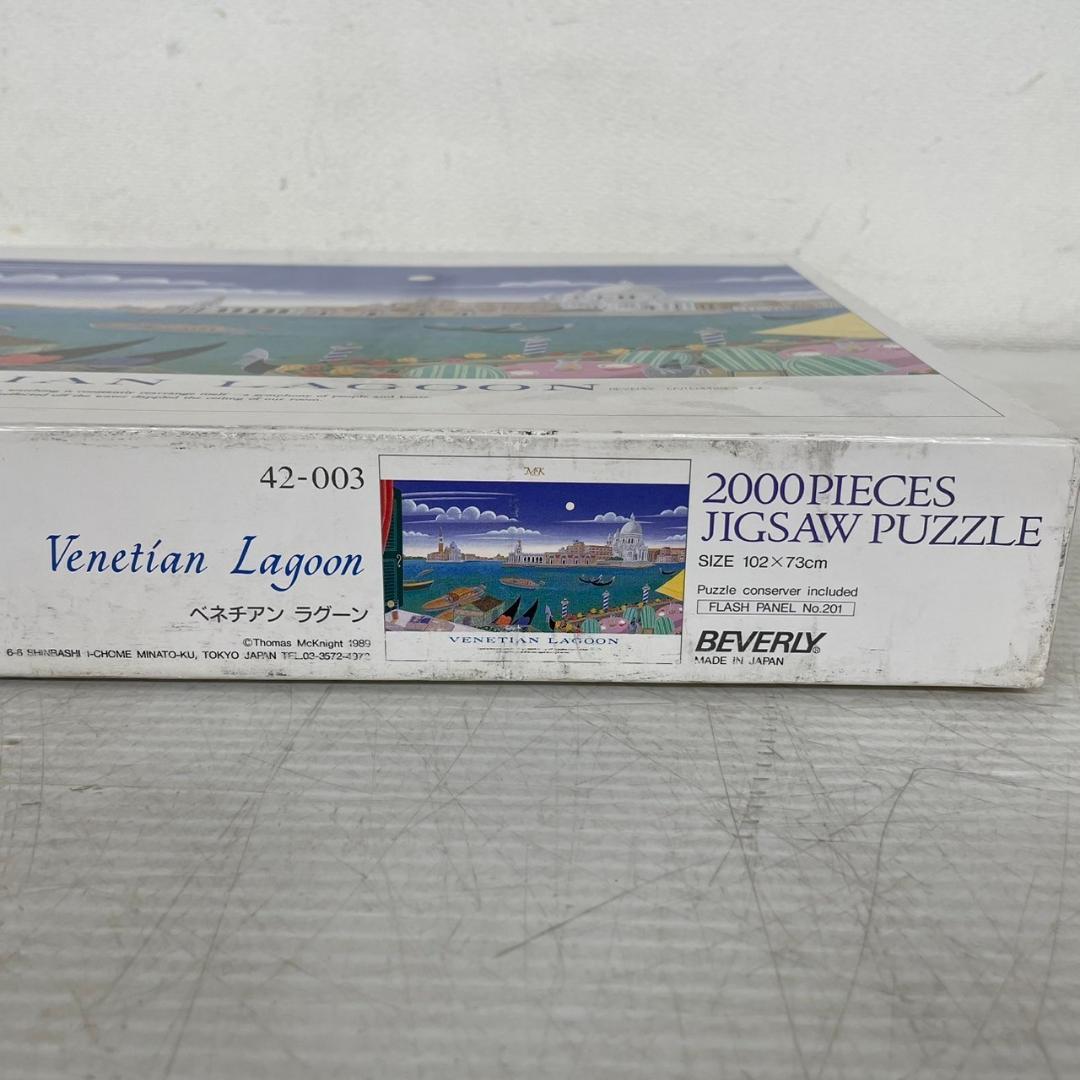 IAN LAGOON
42-003
Venetian Lagoon
ベネチアン ラグーン
©Thomas McKnight 1989
6-6 SHINBASHI 1-CHOME MINATO-KU, TOKYO JAPAN TEL.03-3572-
MK
VENETIAN LAGOON
2000PIECES
JIGSAW PUZZLE
SIZE 102×73cm
Puzzle conserver included
FLASH PANEL No.201
BEVERLY®
MADE IN JAPAN